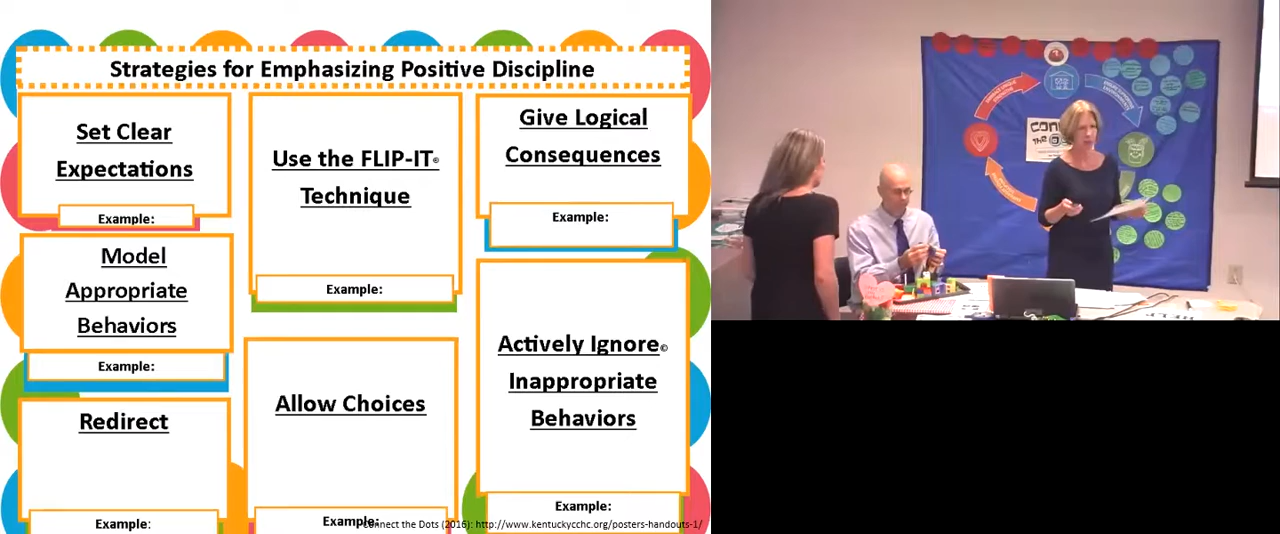 Strategies for Emphasizing Positive Discipline
Set Clear
Expectations
Example:
Model
Appropriate
Behaviors
Example:
Redirect
Example:
Use the FLIP-IT©
Technique
Example:
Allow Choices
Example:
Give Logical
Consequences
Example:
Actively Ignore©
Inappropriate
Behaviors
Example:
Connect the Dots (2016): http://www.kentuckycchc.org/posters-handouts-1/